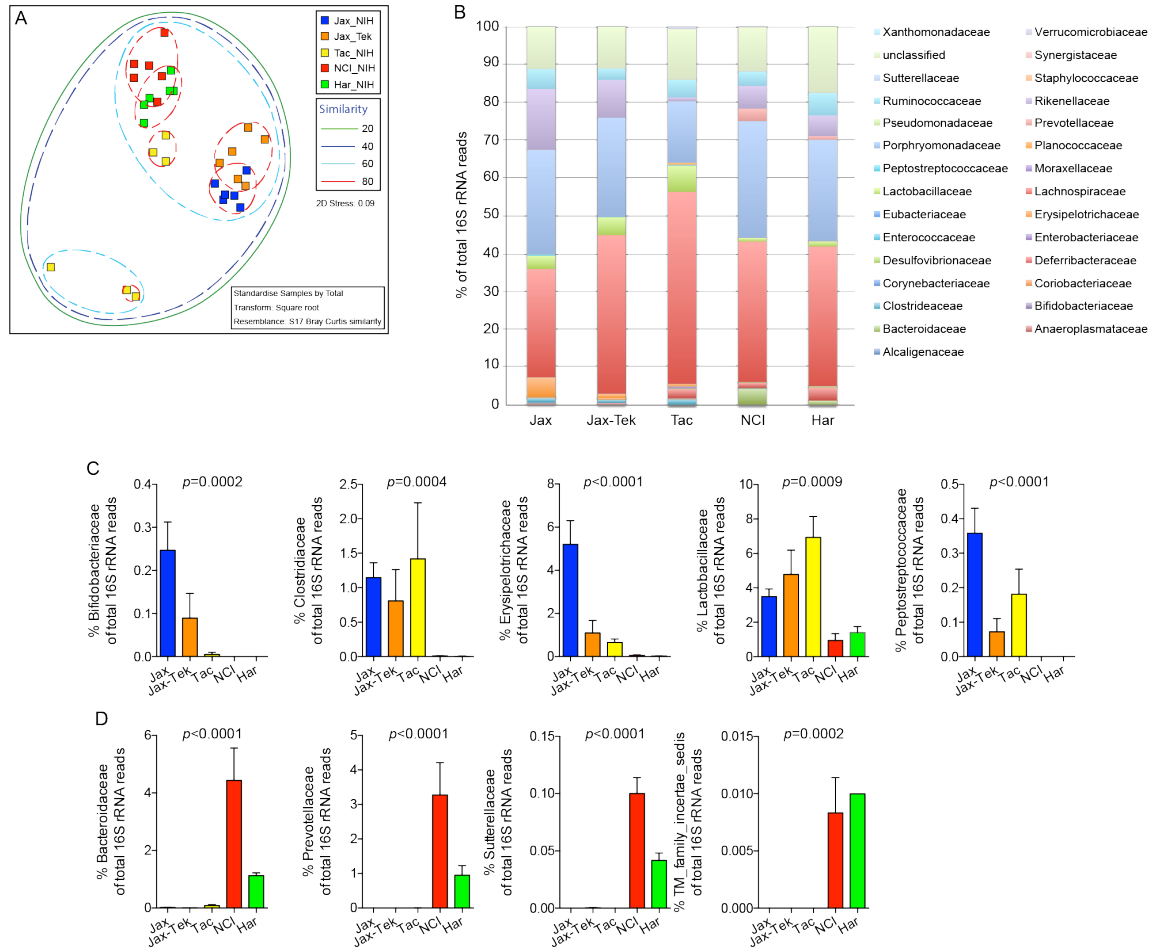 A
Jax_NIH
Jax_Tek
Tac_NIH
NCI_NIH
Har_NIH
Similarity
20
40
60
80
2D Stress: 0.09
Standardise Samples by Total
Transform: Square root
Resemblance: S17 Bray Curtis similarity
B
% of total 16S rRNA reads
100
90
80
70
60
50
40
30
20
10
0
Jax
Jax-Tek
Tac
NCI
Har
Xanthomonadaceae
unclassified
Sutterellaceae
Ruminococcaceae
Pseudomonadaceae
Porphryomonadaceae
Peptostreptococcaceae
Lactobacillaceae
Eubacteriaceae
Enterococcaceae
Desulfovibrionaceae
Corynebacteriaceae
Clostrideaceae
Bacteroidaceae
Alcaligenaceae
Verrucomicrobiaceae
Synergistaceae
Staphylococcaceae
Rikenellaceae
Prevotellaceae
Planococcaceae
Moraxellaceae
Lachnospiraceae
Erysipelotrichaceae
Enterobacteriaceae
Deferribacteraceae
Coriobacteriaceae
Bifidobacteriaceae
Anaeroplasmataceae
C
% Bifidobacteriaceae
of total 16S rRNA reads
p=0.0002
0.4
0.3
0.2
0.1
0.0
Jax
Jax-Tek
Tac
NCI
Har
% Clostridiaceae
of total 16S rRNA reads
p=0.0004
2.5
2.0
1.5
1.0
0.5
0.0
Jax
Jax-Tek
Tac
NCI
Har
% Erysipelotrichaceae
of total 16S rRNA reads
p<0.0001
8
6
4
2
0
Jax
Jax-Tek
Tac
NCI
Har
% Lactobacillaceae
of total 16S rRNA reads
p=0.0009
10
8
6
4
2
0
Jax
Jax-Tek
Tac
NCI
Har
% Peptostreptococcaceae
of total 16S rRNA reads
p<0.0001
0.5
0.4
0.3
0.2
0.1
0.0
Jax
Jax-Tek
Tac
NCI
Har
D
% Bacteroidaceae
of total 16S rRNA reads
p<0.0001
6
4
2
0
Jax
Jax-Tek
Tac
NCI
Har
% Prevotellaceae
of total 16S rRNA reads
p<0.0001
5
4
3
2
1
0
Jax
Jax-Tek
Tac
NCI
Har
% Sutterellaceae
of total 16S rRNA reads
p<0.0001
0.15
0.10
0.05
0.00
Jax
Jax-Tek
Tac
NCI
Har
% TM_family_incertae_sedis
of total 16S rRNA reads
p=0.0002
0.015
0.010
0.005
0.000
Jax
Jax-Tek
Tac
NCI
Har